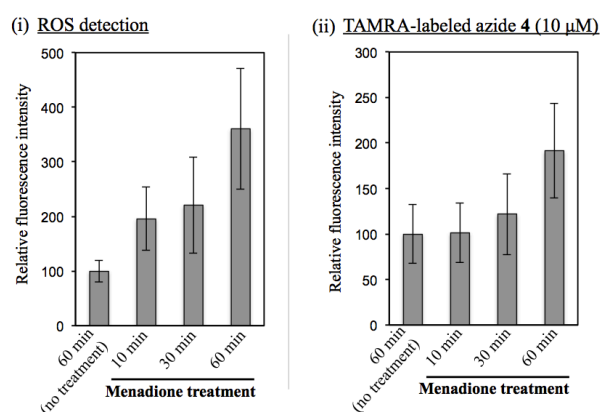 (i) ROS detection
Relative fluorescence intensity
500
400
300
200
100
0
60 min
(no treatment)
10 min
30 min
60 min
Menadione treatment
(ii) TAMRA-labeled azide 4 (10 μM)
Relative fluorescence intensity
300
250
200
150
100
50
0
60 min
(no treatment)
10 min
30 min
60 min
Menadione treatment